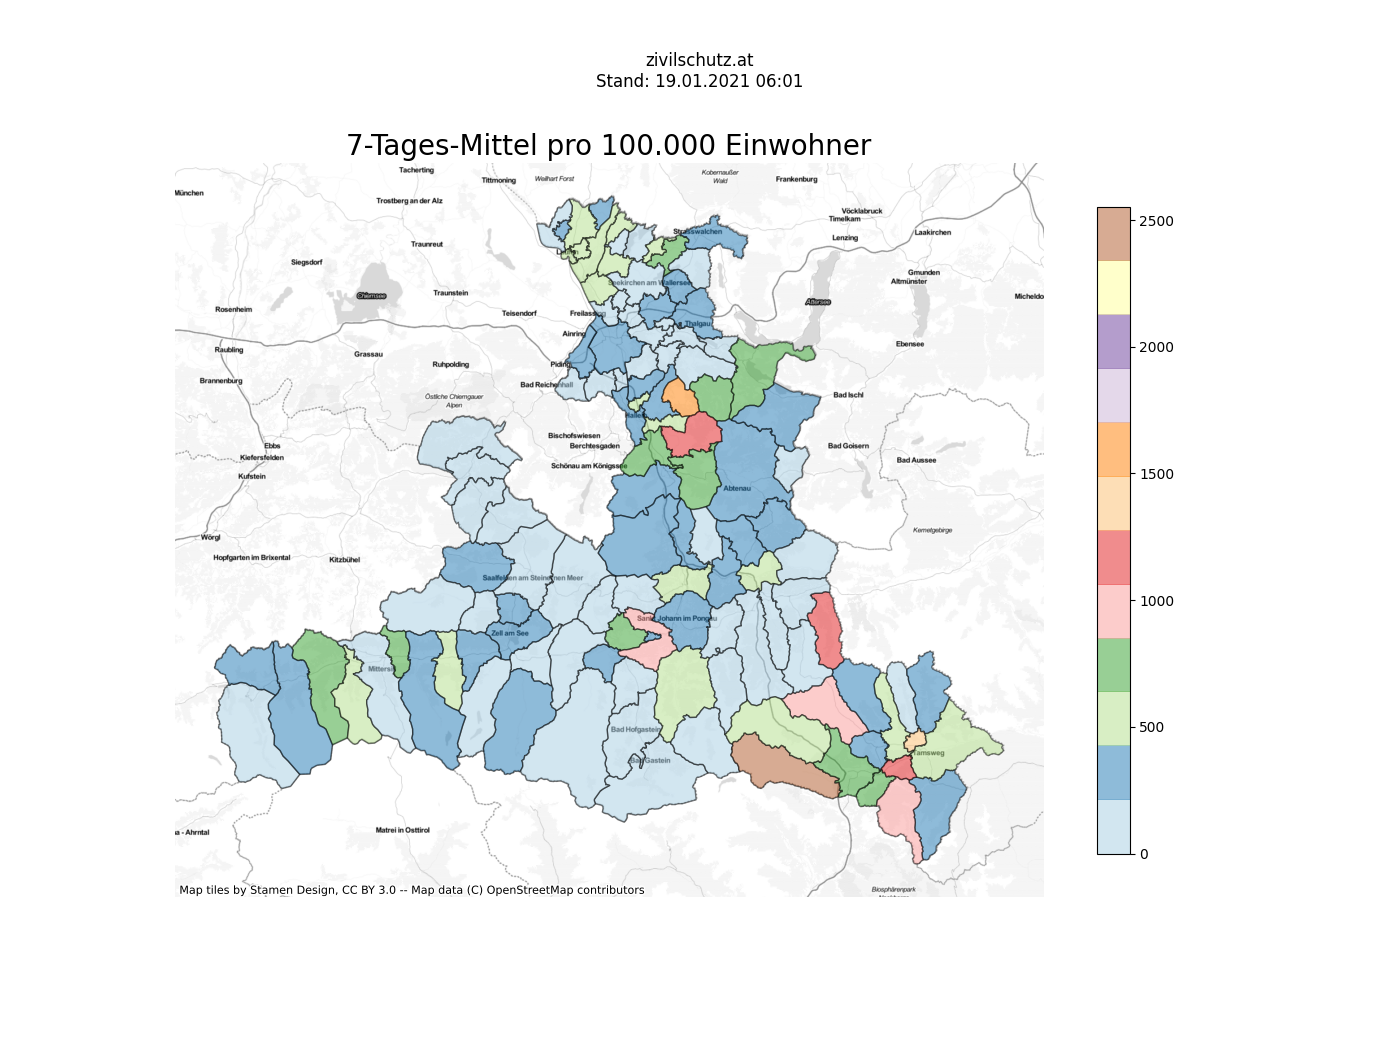 zivilschutz.at
Stand: 19.01.2021 06:01
7-Tages-Mittel pro 100.000 Einwohner
Tacherting
Tittmoning
Weilhart Forst
Kobernaußer
Wald
Frankenburg
München
Trostberg an der Alz
Vöcklabruck
Timelkam
Laakirchen
Strasswalchen
Lenzing
Traunreut
Siegsdorf
Gmunden
Altmünster
Seekirchen am Wallersee
Chiemsee
Traunstein
Attersee
Micheldo
Rosenheim
Teisendorf
Freilassing
Thalgau
Ainring
Ebensee
Raubling
Grassau
Ruhpolding
Piding
Brannenburg
Bad Reichenhall
Östliche Chiemgauer
Alpen
Bad Ischl
Hallein
Bischofswiesen
Berchtesgaden
Ebbs
Kiefersfelden
Bad Goisern
Schönau am Königssee
Bad Aussee
Kufstein
Abtenau
Wörgl
Kemetgebirge
Hopfgarten im Brixental
Kitzbühel
Saalfelden am Steinernen Meer
Sankt Johann im Pongau
Zell am See
Mittersill
Bad Hofgastein
Bad Gastein
Tamsweg
Matrei in Osttirol
a - Ahrntal
Biosphärenpark
Map tiles by Stamen Design, CC BY 3.0 -- Map data (C) OpenStreetMap contributors
2500
2000
1500
1000
500
0